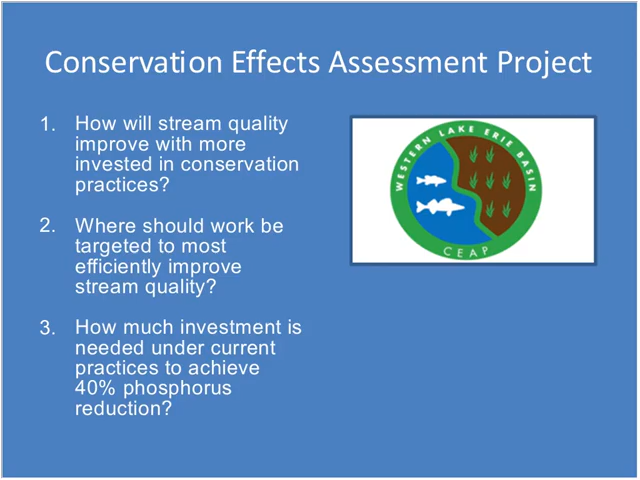 Conservation Effects Assessment Project
1. How will stream quality
improve with more
invested in conservation
practices?
2. Where should work be
targeted to most
efficiently improve
stream quality?
3. How much investment is
needed under current
practices to achieve
40% phosphorus
reduction?
WESTERN LAKE ERIE BASIN
CEAP